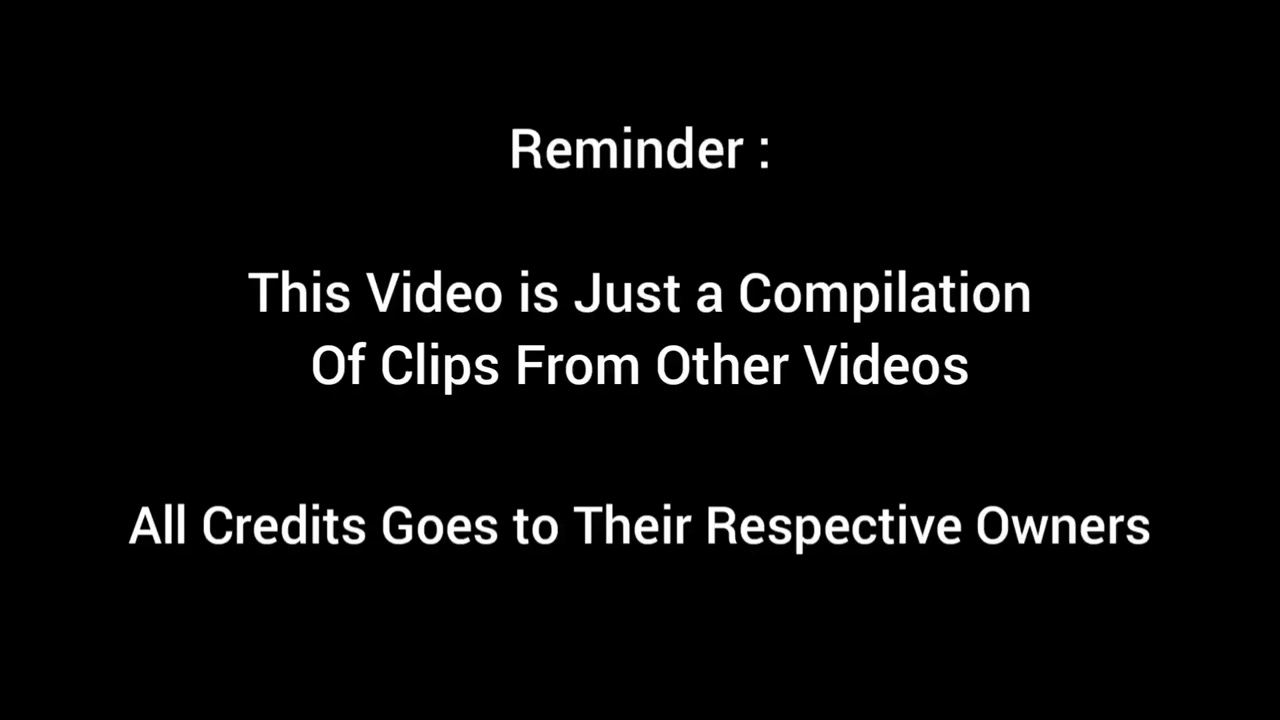 Reminder :
This Video is Just a Compilation
Of Clips From Other Videos
All Credits Goes to Their Respective Owners